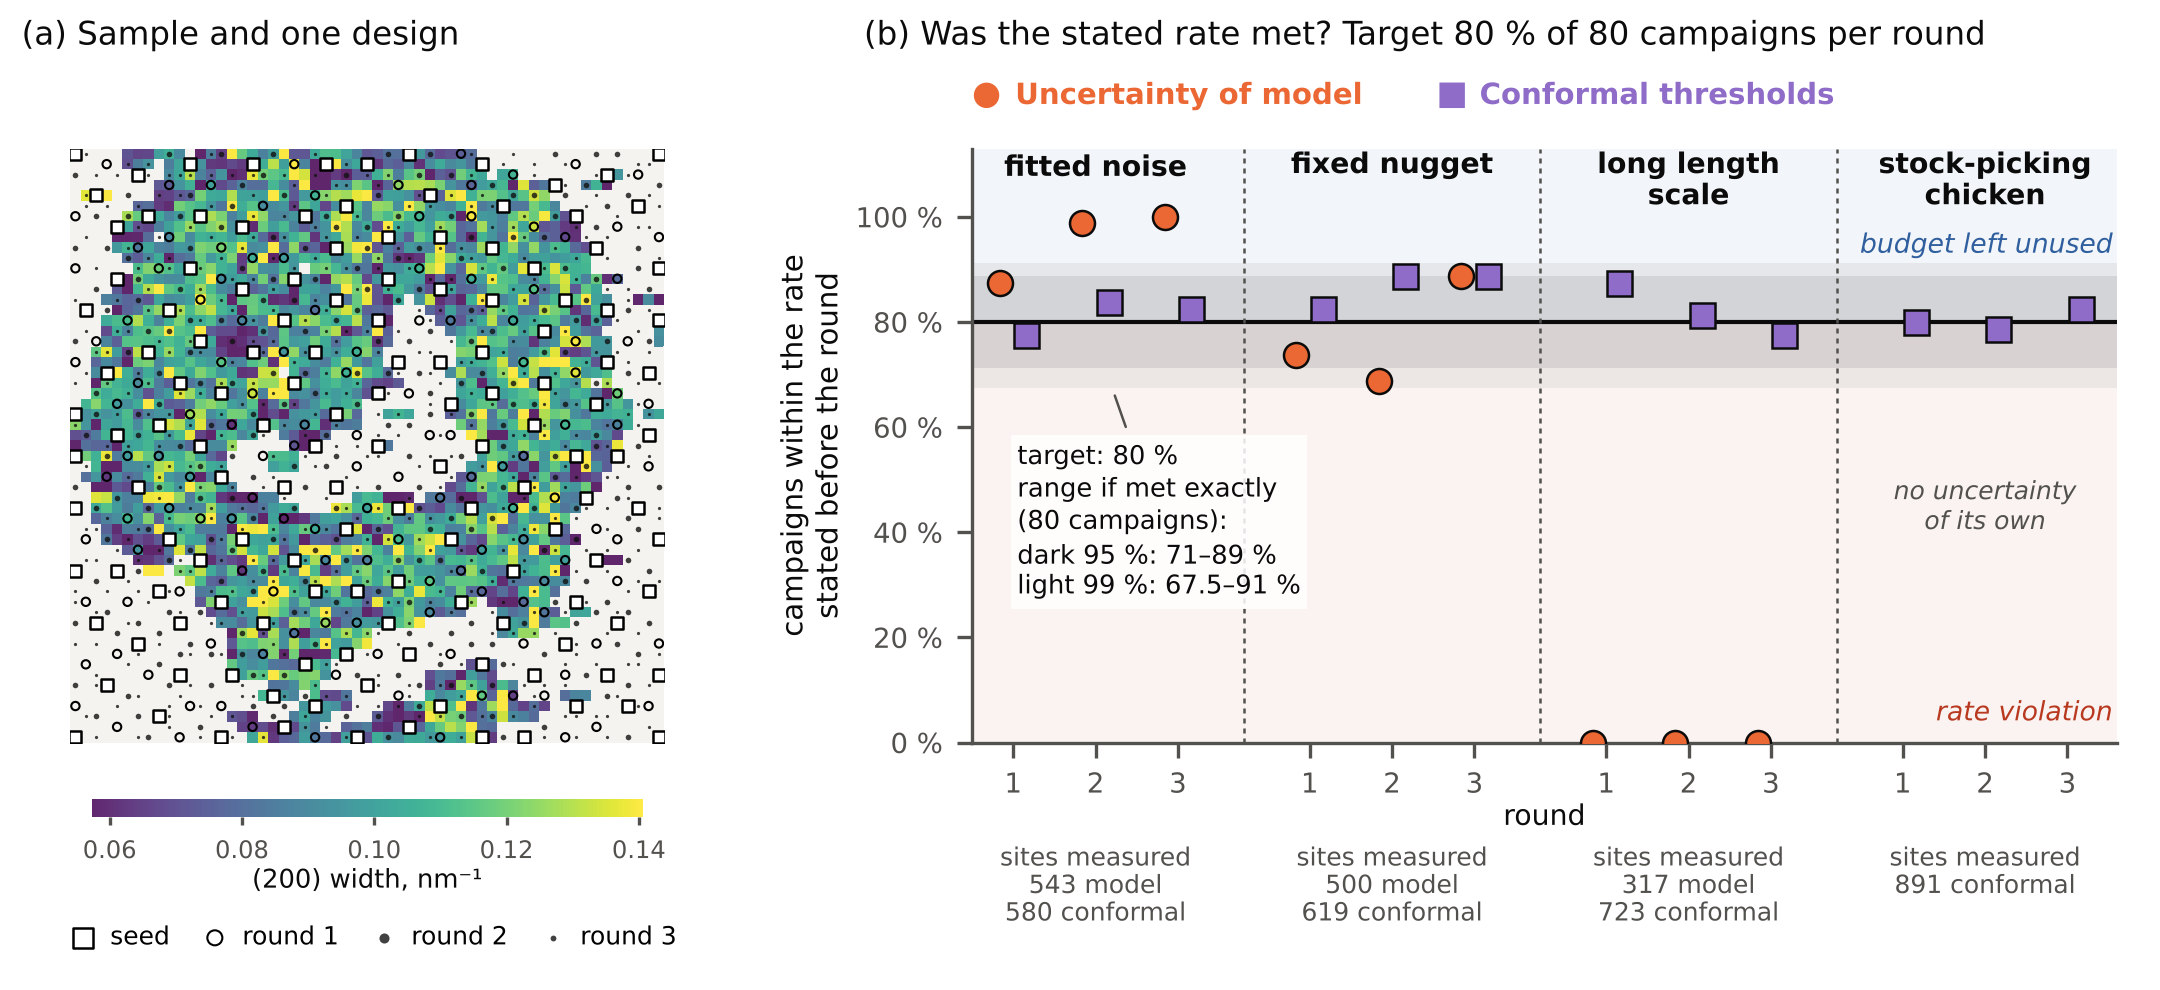 (a) Sample and one design
0.06 0.08 0.10 0.12 0.14
(200) width, nm⁻¹
seed round 1 round 2 round 3
(b) Was the stated rate met? Target 80 % of 80 campaigns per round
Uncertainty of model Conformal thresholds
campaigns within the rate
stated before the round
100 %
80 %
60 %
40 %
20 %
0 %
fitted noise
fixed nugget
long length
scale
stock-picking
chicken
budget left unused
target: 80 %
range if met exactly
(80 campaigns):
dark 95 %: 71–89 %
light 99 %: 67.5–91 %
no uncertainty
of its own
rate violation
1 2 3 1 2 3 1 2 3 1 2 3
round
sites measured
543 model
580 conformal
sites measured
500 model
619 conformal
sites measured
317 model
723 conformal
sites measured
891 conformal